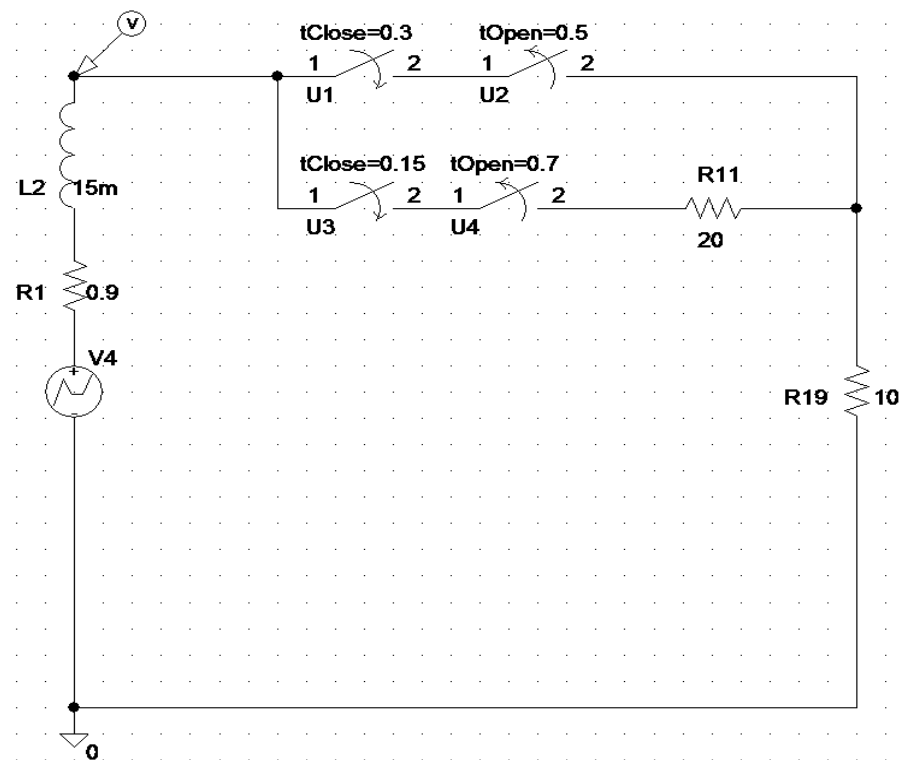 V
tClose=0.3 tOpen=0.5
1 2 1 2
U1 U2
tClose=0.15 tOpen=0.7
R11
L2 15m
1 2 1 2
U3 U4
20
R1 0.9
V4
+
-
R19 10
0